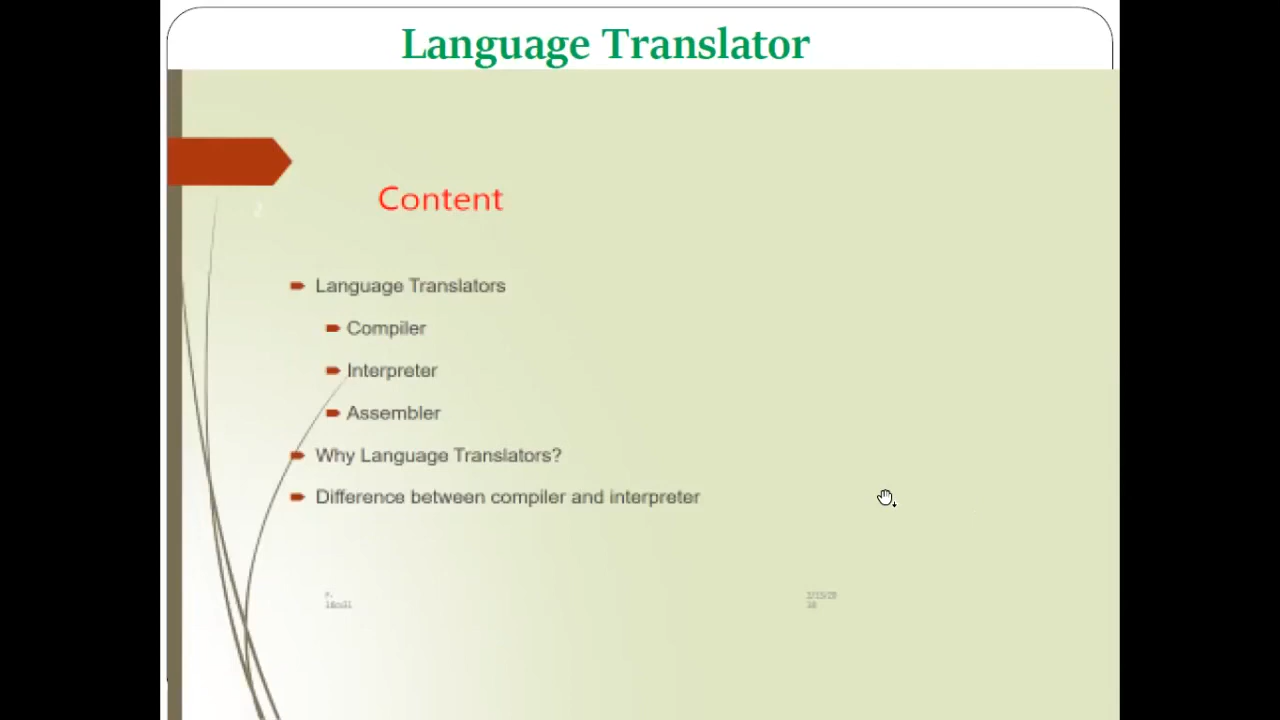 Language Translator
Content
Language Translators
Compiler
Interpreter
Assembler
Why Language Translators?
Difference between compiler and interpreter